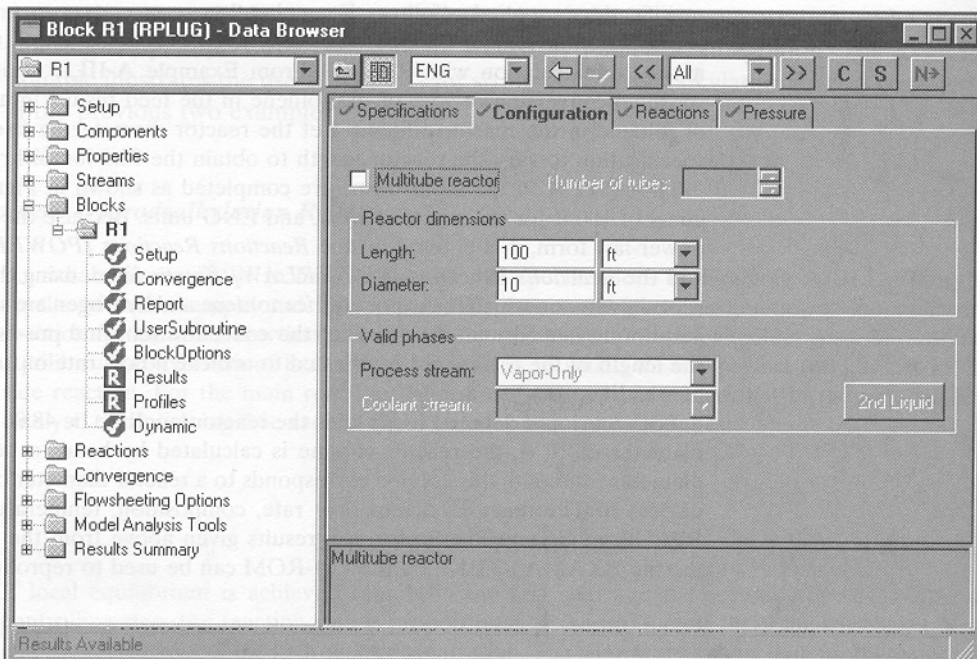 Block R1 (RPLUG) - Data Browser
R1
ENG
<<
All
>>
C
S
N
Setup
Components
Properties
Streams
Blocks
R1
Setup
Convergence
Report
UserSubroutine
BlockOptions
R Results
R Profiles
Dynamic
Reactions
Convergence
Flowsheeting Options
Model Analysis Tools
Results Summary
Specifications
Configuration
Reactions
Pressure
Multitube reactor
Number of tubes:
Reactor dimensions
Length: 100 ft
Diameter: 10 ft
Valid phases
Process stream: Vapor-Only
Coolant stream:
2nd Liquid
Multitube reactor
Results Available